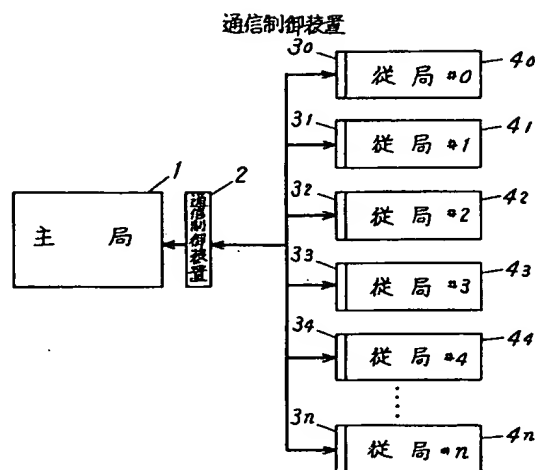 通信制御装置
30 従局 #0 40
31 従局 #1 41
32 従局 #2 42
1 主局
2 通信制御装置
33 従局 #3 43
34 従局 #4 44
3n 従局 #n 4n